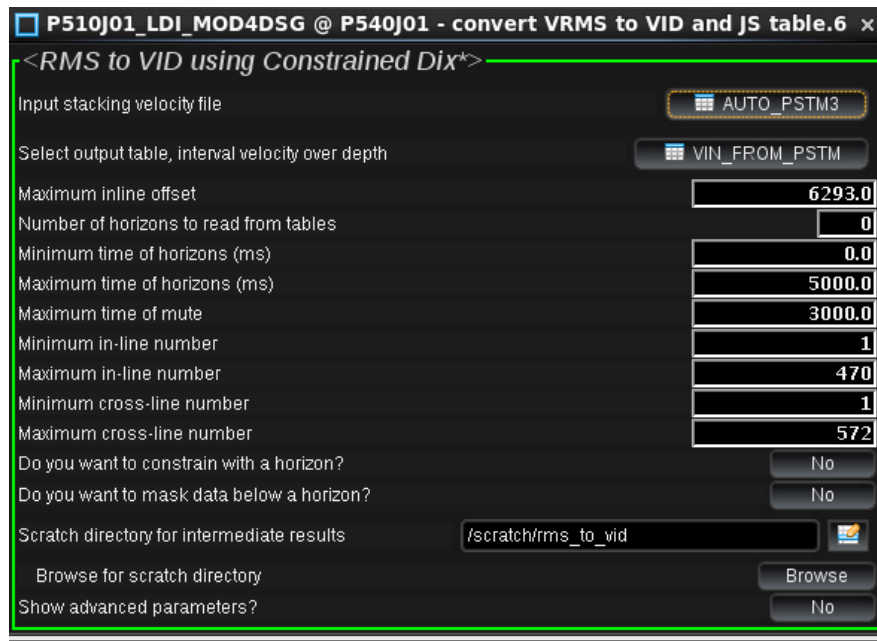 P510J01_LDI_MOD4DSG @ P540J01 - convert VRMS to VID and JS table.6 ×
<RMS to VID using Constrained Dix*>
Input stacking velocity file AUTO_PSTM3
Select output table, interval velocity over depth VIN_FROM_PSTM
Maximum inline offset 6293.0
Number of horizons to read from tables 0
Minimum time of horizons (ms) 0.0
Maximum time of horizons (ms) 5000.0
Maximum time of mute 3000.0
Minimum in-line number 1
Maximum in-line number 470
Minimum cross-line number 1
Maximum cross-line number 572
Do you want to constrain with a horizon? No
Do you want to mask data below a horizon? No
Scratch directory for intermediate results /scratch/rms_to_vid
Browse for scratch directory Browse
Show advanced parameters? No